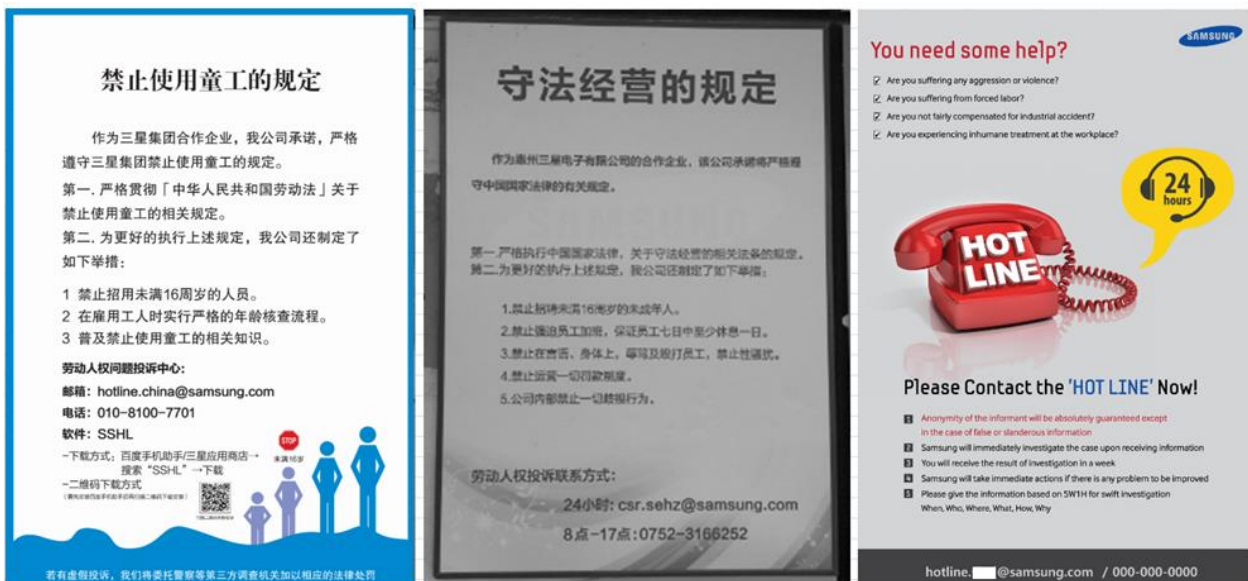 禁止使用童工的规定
作为三星集团合作企业，我公司承诺，严格
遵守三星集团禁止使用童工的规定。
第一. 严格贯彻「中华人民共和国劳动法」关于
禁止使用童工的相关规定。
第二. 为更好的执行上述规定，我公司还制定了
如下举措：
1 禁止招用未满16周岁的人员。
2 在雇用工人时实行严格的年龄核查流程。
3 普及禁止使用童工的相关知识。
劳动人权问题投诉中心：
邮箱：hotline.china@samsung.com
电话：010-8100-7701
软件：SSHL
-下载方式：百度手机助手/三星应用商店→
搜索“SSHL”→下载
-二维码下载方式
STOP
未满16岁
若有虚假投诉，我们将委托警察等第三方调查机关加以相应的法律处罚
守法经营的规定
作为惠州三星电子有限公司的合作企业，该公司承诺将严格遵
守中国国家法律的有关规定。
第一.严格执行中国国家法律，关于守法经营的相关法条的规定。
第二.为更好的执行上述规定，我公司还制定了如下举措：
1.禁止招聘未满16周岁的未成年人。
2.禁止强迫员工加班，保证员工七日中至少休息一日。
3.禁止在言语、身体上，辱骂及殴打员工，禁止性骚扰。
4.禁止运营一切罚款制度。
5.公司内部禁止一切歧视行为。
劳动人权投诉联系方式：
24小时: csr.sehz@samsung.com
8点-17点:0752-3166252
SAMSUNG
You need some help?
Are you suffering any aggression or violence?
Are you suffering from forced labor?
Are you not fairly compensated for industrial accident?
Are you experiencing inhumane treatment at the workplace?
24
hours
HOT
LINE
Please Contact the 'HOT LINE' Now!
1 Anonymity of the informant will be absolutely guaranteed except
in the case of false or slanderous information
2 Samsung will immediately investigate the case upon receiving information
3 You will receive the result of investigation in a week
4 Samsung will take immediate actions if there is any problem to be improved
5 Please give the information based on 5W1H for swift investigation
When, Who, Where, What, How, Why
hotline. @samsung.com / 000-000-0000